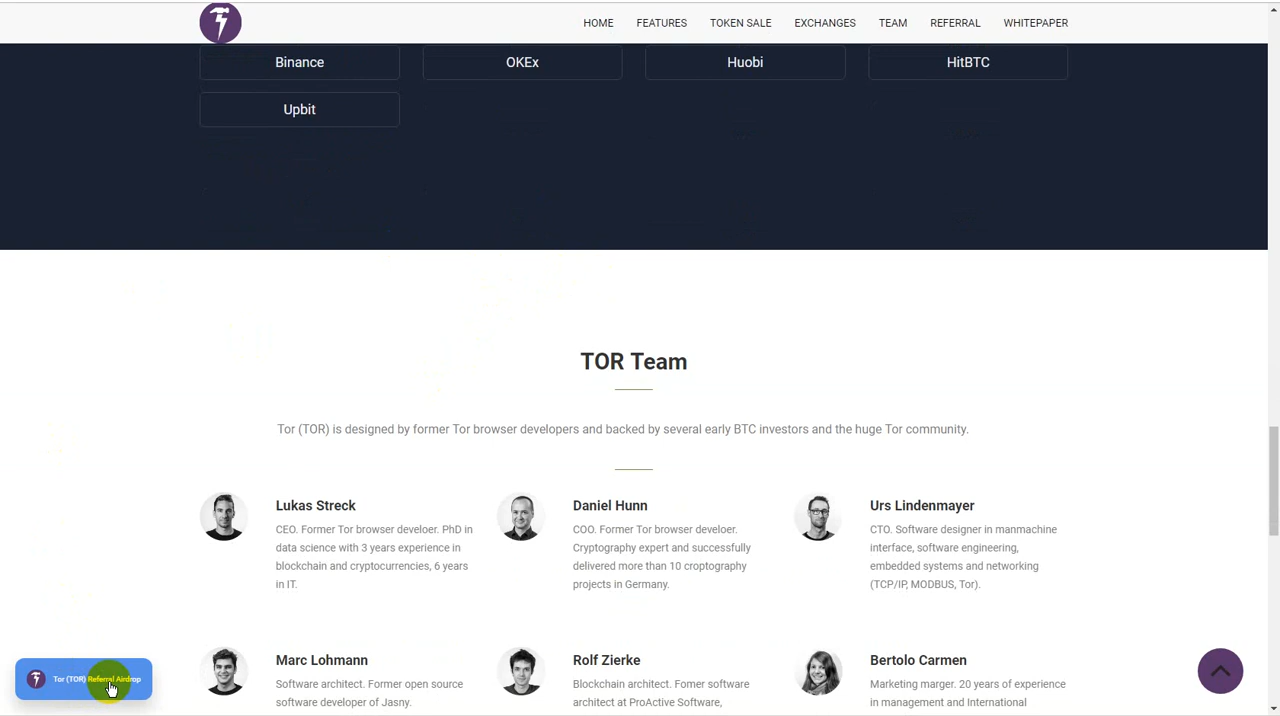 HOME FEATURES TOKEN SALE EXCHANGES TEAM REFERRAL WHITEPAPER
Binance OKEx Huobi HitBTC
Upbit
TOR Team
Tor (TOR) is designed by former Tor browser developers and backed by several early BTC investors and the huge Tor community.
Lukas Streck
CEO. Former Tor browser develoer. PhD in
data science with 3 years experience in
blockchain and cryptocurrencies, 6 years
in IT.
Daniel Hunn
COO. Former Tor browser develoer.
Cryptography expert and successfully
delivered more than 10 croptography
projects in Germany.
Urs Lindenmayer
CTO. Software designer in manmachine
interface, software engineering,
embedded systems and networking
(TCP/IP, MODBUS, Tor).
Marc Lohmann
Software architect. Former open source
software developer of Jasny.
Rolf Zierke
Blockchain architect. Fomer software
architect at ProActive Software,
Bertolo Carmen
Marketing marger. 20 years of experience
in management and International
Tor (TOR) Referral Airdrop